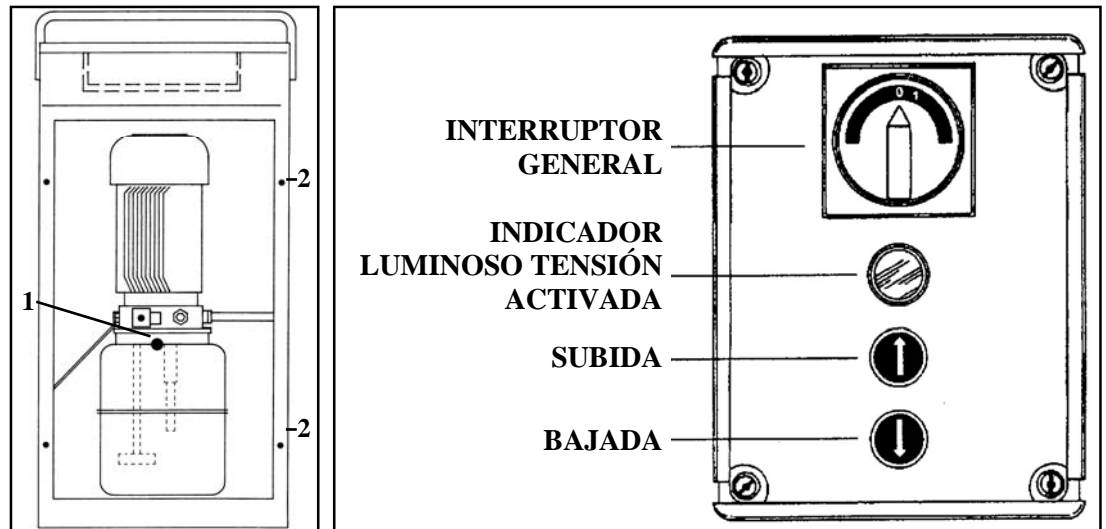 2
1
2
0 1
INTERRUPTOR
GENERAL
INDICADOR
LUMINOSO TENSIÓN
ACTIVADA
SUBIDA
BAJADA